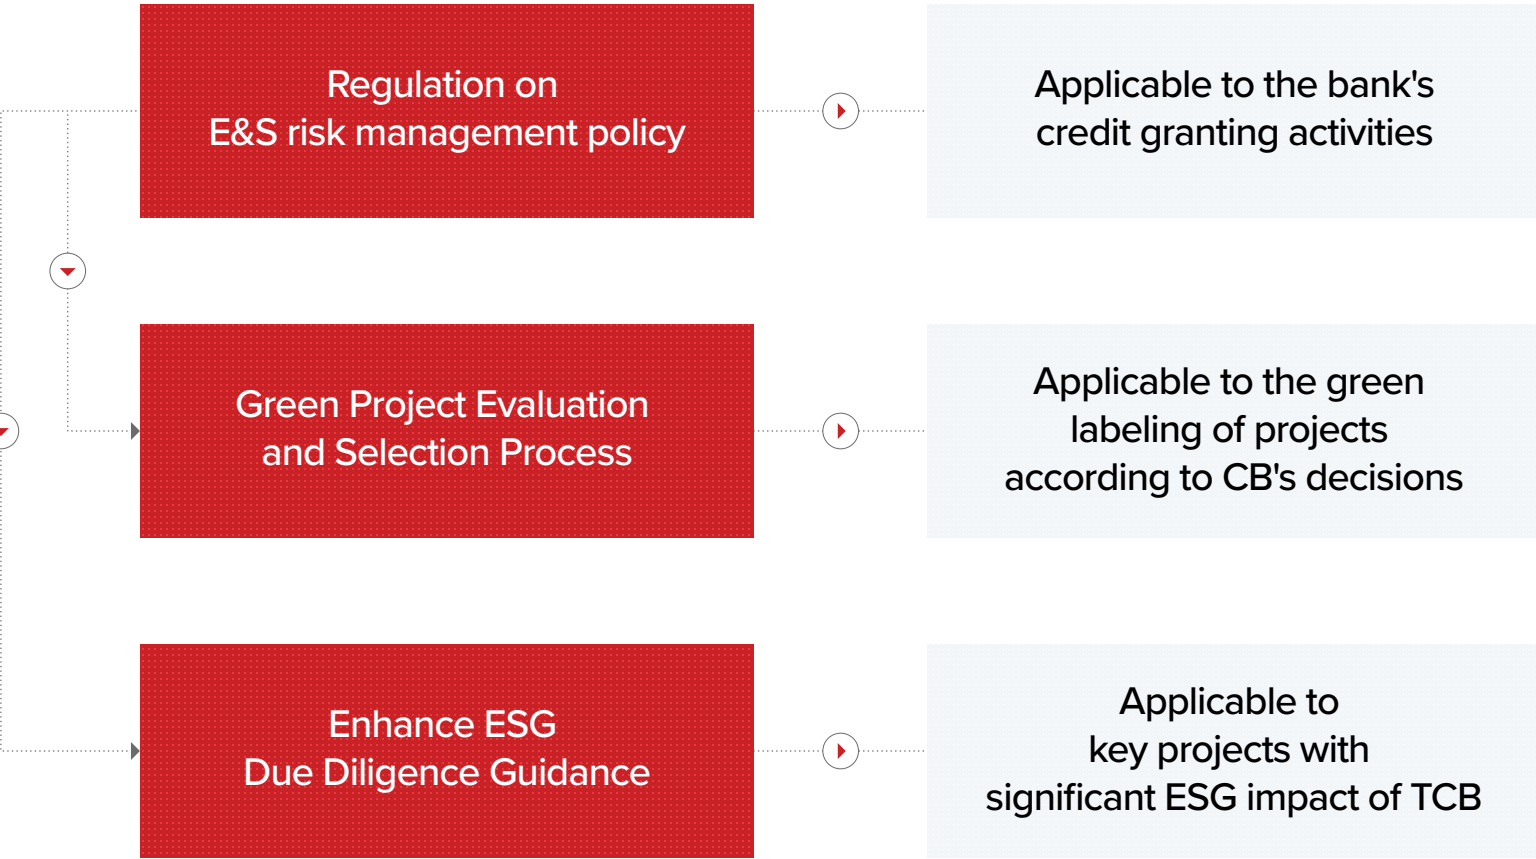 Regulation on
E&S risk management policy
Applicable to the bank's
credit granting activities
Green Project Evaluation
and Selection Process
Applicable to the green
labeling of projects
according to CB's decisions
Enhance ESG
Due Diligence Guidance
Applicable to
key projects with
significant ESG impact of TCB